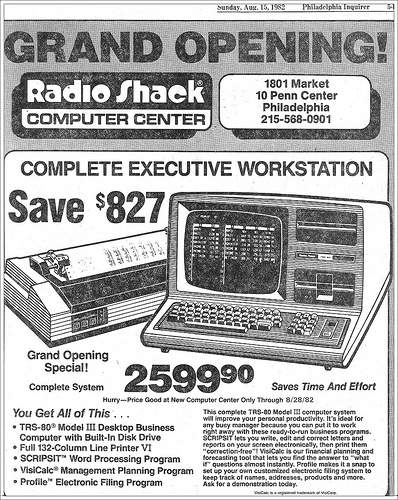 Sunday, Aug. 15, 1982 Philadelphia Inquirer
GRAND OPENING!
Radio Shack®
COMPUTER CENTER
1801 Market
10 Penn Center
Philadelphia
215-568-0901
COMPLETE EXECUTIVE WORKSTATION
Save $827
Grand Opening
Special!
Complete System
2599⁹⁰
Saves Time And Effort
Hurry—Price Good at New Computer Center Only Through 8/28/82
You Get All of This . . .
• TRS-80® Model III Desktop Business
Computer with Built-In Disk Drive
• Full 132-Column Line Printer VI
• SCRIPSIT™ Word Processing Program
• VisiCalc® Management Planning Program
• Profile™ Electronic Filing Program
This complete TRS-80 Model III computer system
will improve your personal productivity. It's ideal for
any busy manager because you can put it to work
right away with these ready-to-run business programs.
SCRIPSIT lets you write, edit and correct letters and
reports on your screen electronically, then print them
"correction-free"! VisiCalc is our financial planning and
forecasting tool that lets you find the answer to "what
if" questions almost instantly. Profile makes it a snap to
set up your own customized electronic filing system to
keep track of names, addresses, products and more.
Ask for a demonstration today.
VisiCalc is a registered trademark of VisiCorp.